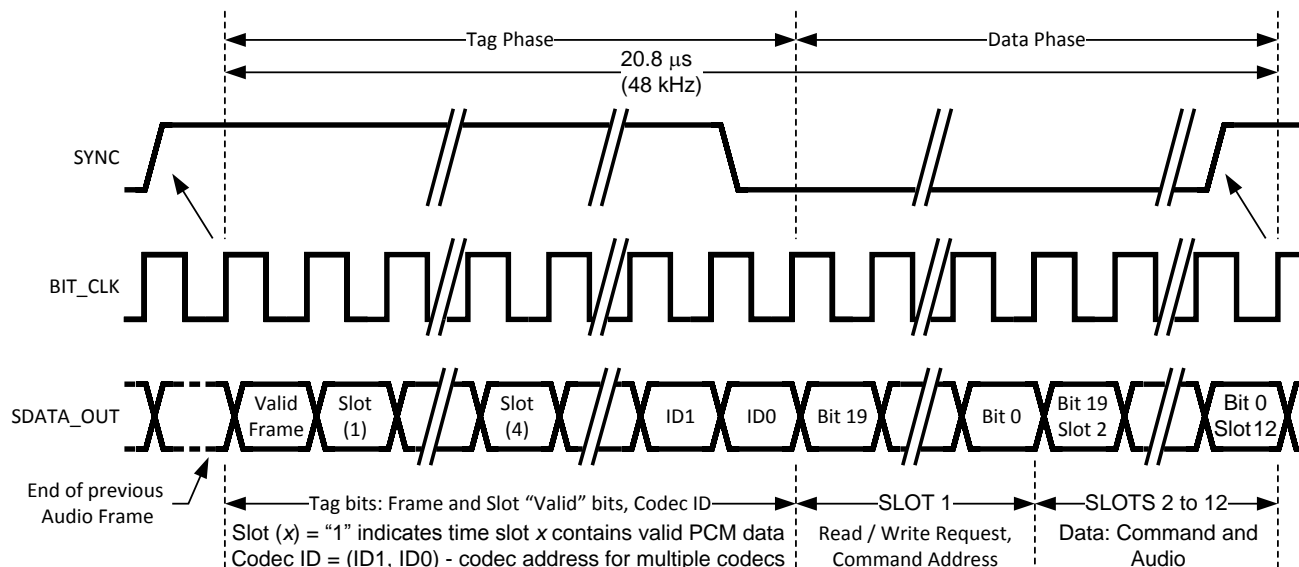 Tag Phase
Data Phase
20.8 μs
(48 kHz)
SYNC
BIT_CLK
SDATA_OUT
Valid
Frame
Slot
(1)
Slot
(4)
ID1
ID0
Bit 19
Bit 0
Bit 19
Slot 2
Bit 0
Slot12
End of previous
Audio Frame
Tag bits: Frame and Slot “Valid” bits, Codec ID
Slot (x) = “1” indicates time slot x contains valid PCM data
Codec ID = (ID1, ID0) - codec address for multiple codecs
SLOT 1
Read / Write Request,
Command Address
SLOTS 2 to 12
Data: Command and
Audio